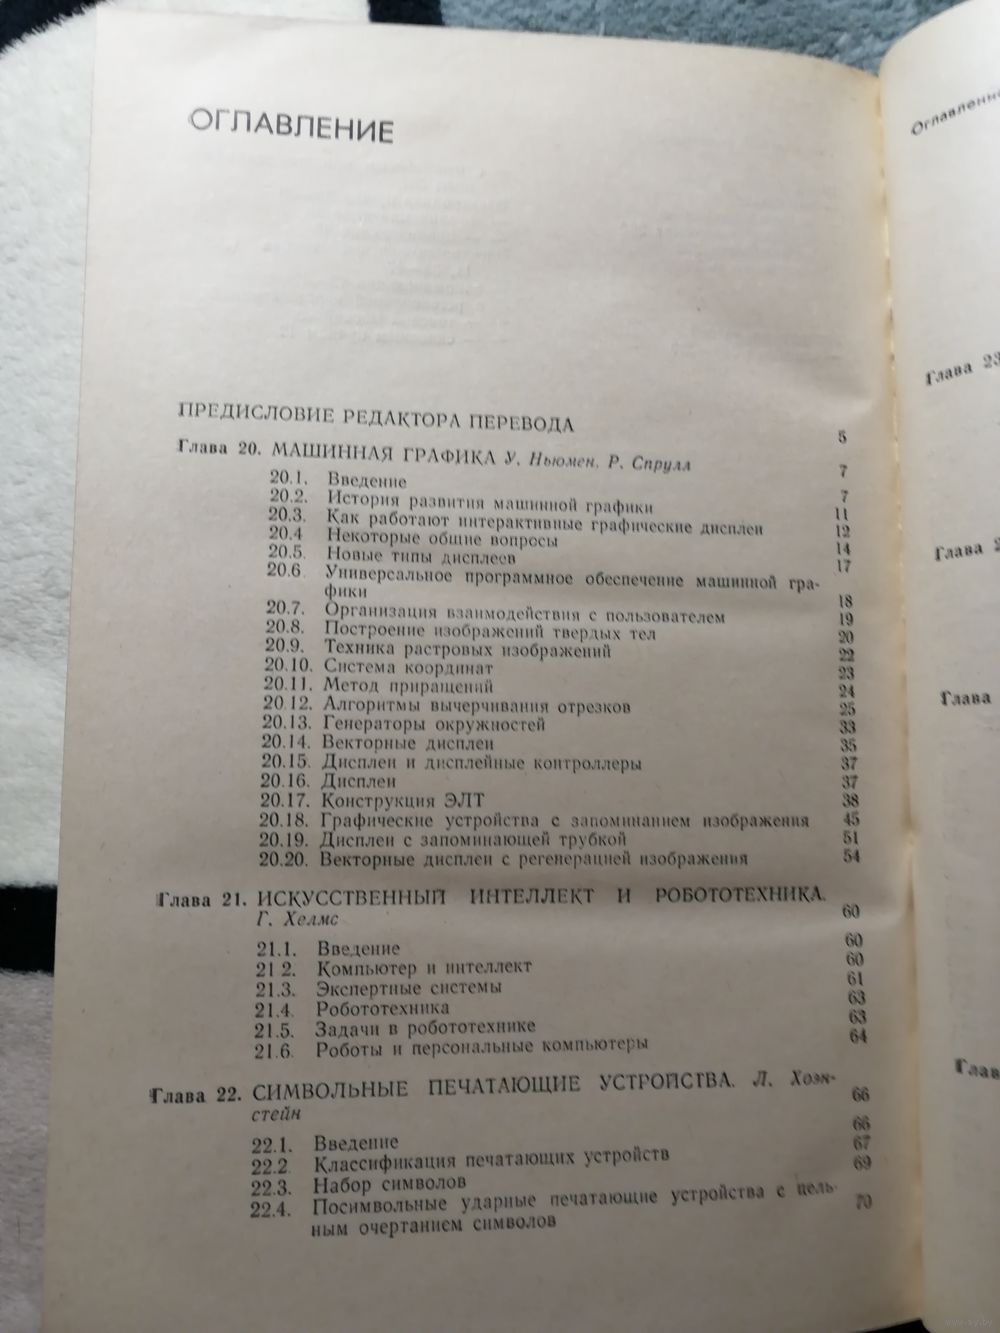 ОГЛАВЛЕНИЕ
ПРЕДИСЛОВИЕ РЕДАКТОРА ПЕРЕВОДА 5
Глава 20. МАШИННАЯ ГРАФИКА У. Ньюмен, Р. Спрулл 7
20.1. Введение 7
20.2. История развития машинной графики 11
20.3. Как работают интерактивные графические дисплеи 12
20.4 Некоторые общие вопросы 14
20.5. Новые типы дисплеев 17
20.6. Универсальное программное обеспечение машинной гра-
фики 18
20.7. Организация взаимодействия с пользователем 19
20.8. Построение изображений твердых тел 20
20.9. Техника растровых изображений 22
20.10. Система координат 23
20.11. Метод приращений 24
20.12. Алгоритмы вычерчивания отрезков 25
20.13. Генераторы окружностей 33
20.14. Векторные дисплеи 35
20.15. Дисплеи и дисплейные контроллеры 37
20.16. Дисплеи 37
20.17. Конструкция ЭЛТ 38
20.18. Графические устройства с запоминанием изображения 45
20.19. Дисплеи с запоминающей трубкой 51
20.20. Векторные дисплеи с регенерацией изображения 54
Глава 21. ИСКУССТВЕННЫЙ ИНТЕЛЛЕКТ И РОБОТОТЕХНИКА.
Г. Хелмс 60
21.1. Введение 60
21 2. Компьютер и интеллект 60
21.3. Экспертные системы 61
21.4. Робототехника 63
21.5. Задачи в робототехнике 63
21.6. Роботы и персональные компьютеры 64
Глава 22. СИМВОЛЬНЫЕ ПЕЧАТАЮЩИЕ УСТРОЙСТВА. Л. Хоэн-
стейн 66
22.1. Введение 66
22.2 Классификация печатающих устройств 67
22.3. Набор символов 69
22.4. Посимвольные ударные печатающие устройства с цель-
ным очертанием символов 70
Глава 23
Глава
Глава